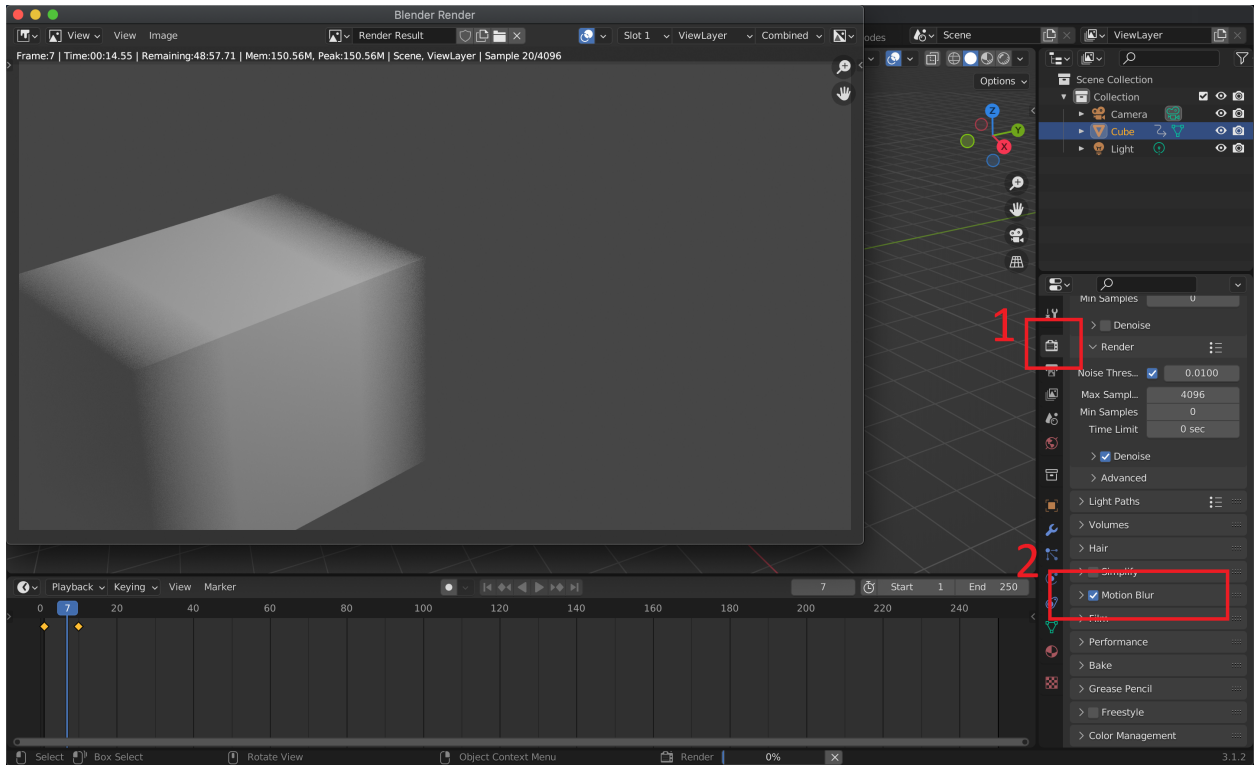 Blender Render
View View Image Render Result Slot 1 ViewLayer Combined
odes Scene ViewLayer
Frame:7 | Time:00:14.55 | Remaining:48:57.71 | Mem:150.56M, Peak:150.56M | Scene, ViewLayer | Sample 20/4096
Options
Z
Y
X
Scene Collection
Collection
Camera
Cube
Light
Min Samples 0
1
Denoise
Render
Noise Thres... 0.0100
Max Sampl... 4096
Min Samples 0
Time Limit 0 sec
Denoise
Advanced
Light Paths
Volumes
Hair
2
Simplify
Motion Blur
Film
Performance
Bake
Grease Pencil
Freestyle
Color Management
Playback Keying View Marker 7 Start 1 End 250
0 7 20 40 60 80 100 120 140 160 180 200 220 240
Select Box Select Rotate View Object Context Menu Render 0% 3.1.2